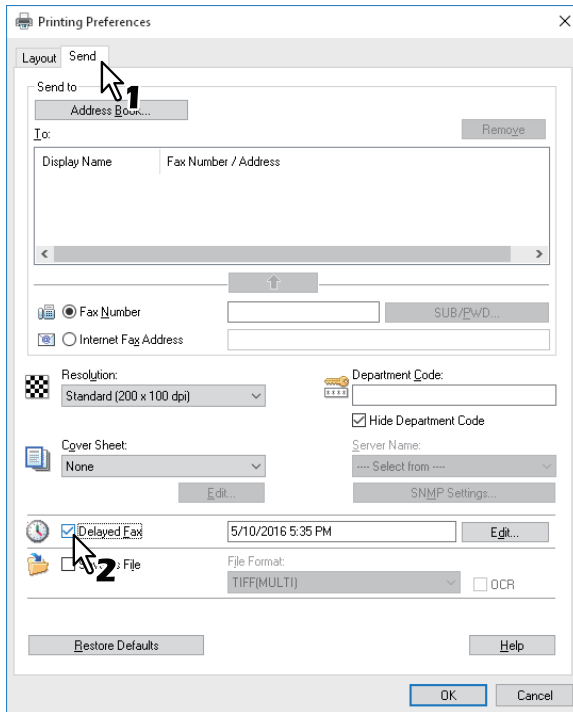 Printing Preferences
Layout Send
1
Send to
Address Book...
To:
Remove
Display Name Fax Number / Address
Fax Number
SUB/PWD...
Internet Fax Address
Resolution:
Department Code:
Standard (200 x 100 dpi)
Hide Department Code
Cover Sheet:
Server Name:
None
---- Select from ----
Edit...
SNMP Settings...
Delayed Fax
5/10/2016 5:35 PM
Edit...
2
File
File Format:
TIFF(MULTI)
OCR
Restore Defaults
Help
OK
Cancel